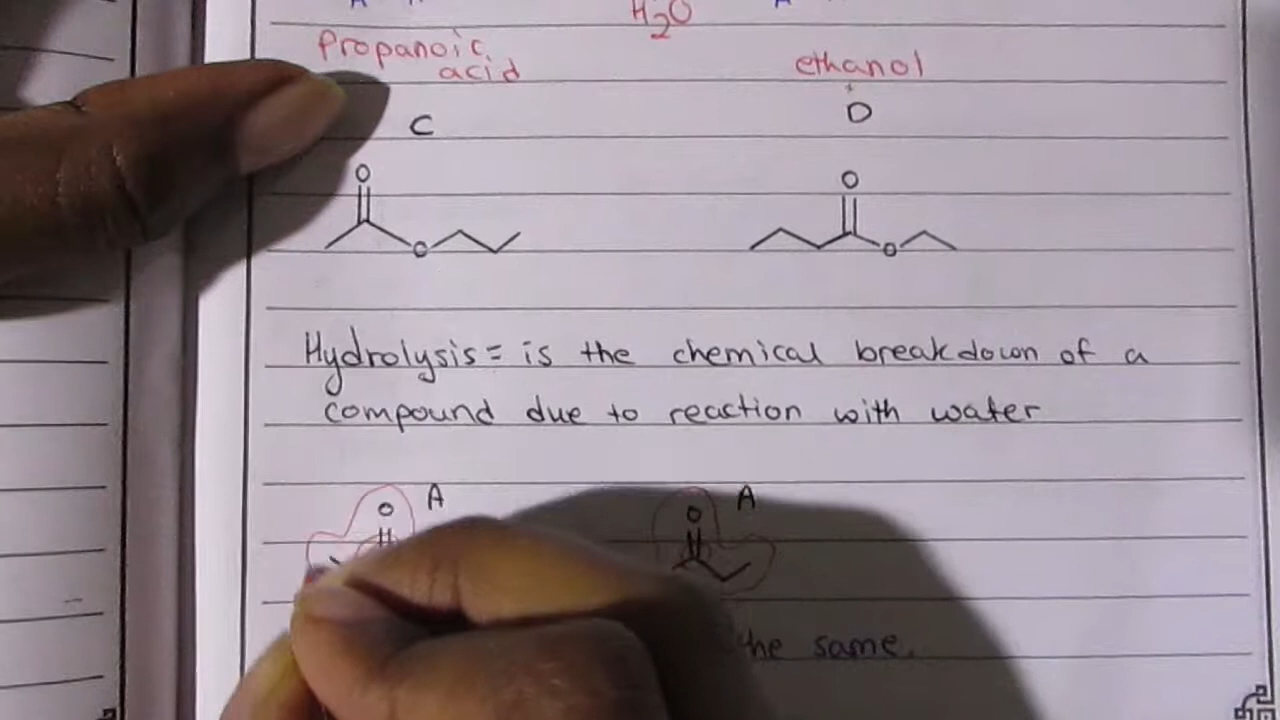 H2O
Propanoic
acid
ethanol
C
D
O
O
O
O
Hydrolysis = is the chemical breakdown of a
compound due to reaction with water
A
A
O
O
the same.